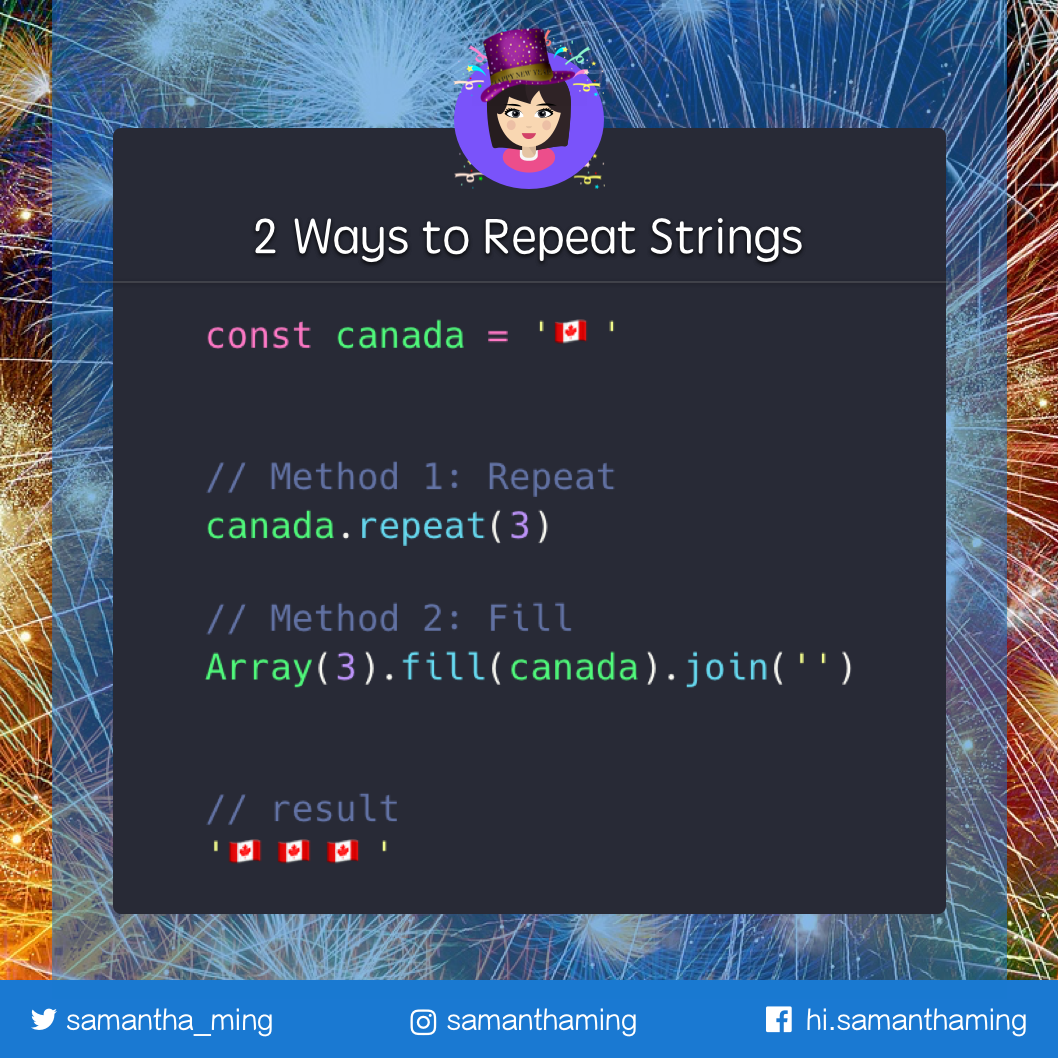 HAPPY NEW YEAR
2 Ways to Repeat Strings
const canada = '🇨🇦 '
// Method 1: Repeat
canada.repeat(3)
// Method 2: Fill
Array(3).fill(canada).join('')
// result
'🇨🇦 🇨🇦 🇨🇦 '
samantha_ming
samanthaming
hi.samanthaming